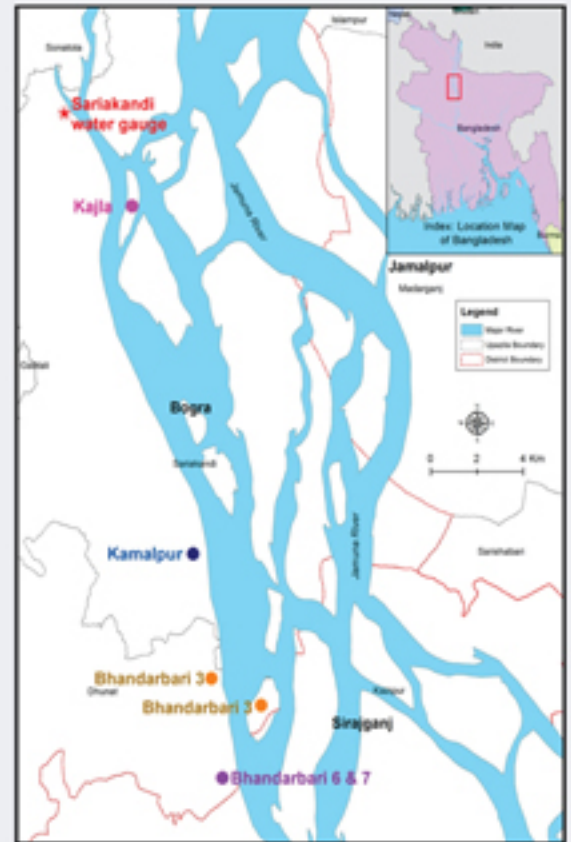 Sonatola
Islampur
India
Bangladesh
Index: Location Map
of Bangladesh
Sariakandi
water gauge
Kajla
Jamuna River
Jamalpur
Madarganj
Legend
Major River
Upazila Boundary
District Boundary
0 2 4 Km
Bogra
Sariakandi
Jamuna River
Sarishabari
Kamalpur
Bhandarbari 3
Dhunat
Bhandarbari 3
Kazipur
Sirajganj
Bhandarbari 6 & 7